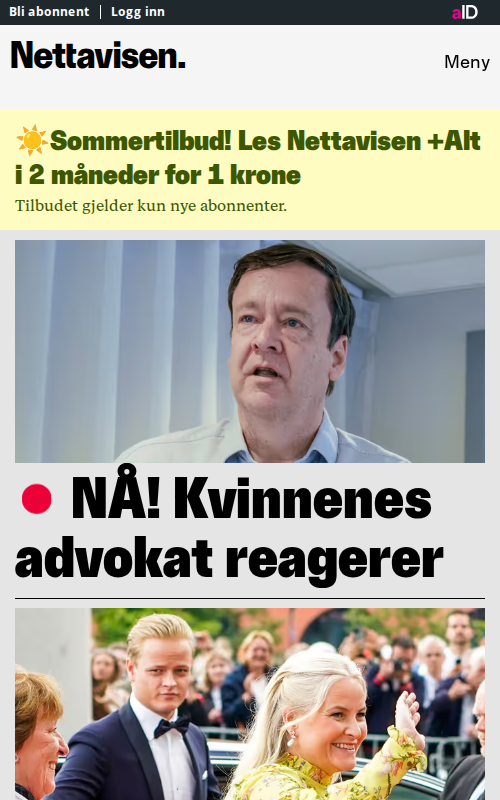 Bli abonnent
Logg inn
aID
Nettavisen.
Meny
☀️Sommertilbud! Les Nettavisen +Alt
i 2 måneder for 1 krone
Tilbudet gjelder kun nye abonnenter.
NÅ! Kvinnenes
advokat reagerer